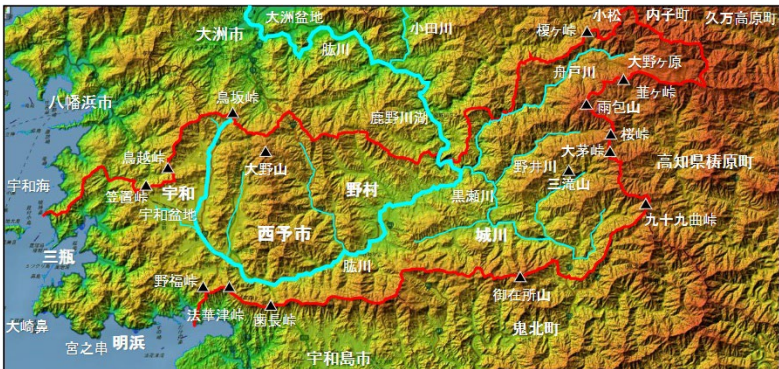 小松
内子町
久万高原町
大洲盆地
小田川
榎ヶ峠
大洲市
肱川
舟戸川
大野ヶ原
韮ヶ峠
八幡浜市
鳥坂峠
鹿野川湖
雨包山
桜峠
鳥越峠
大野山
野井川
大茅峠
高知県梼原町
宇和海
笠置峠
宇和
野村
黒瀬川
三滝山
宇和盆地
西予市
城川
九十九曲峠
三瓶
野福峠
肱川
御在所山
大崎鼻
法華津峠
歯長峠
鬼北町
宮之串
明浜
宇和島市